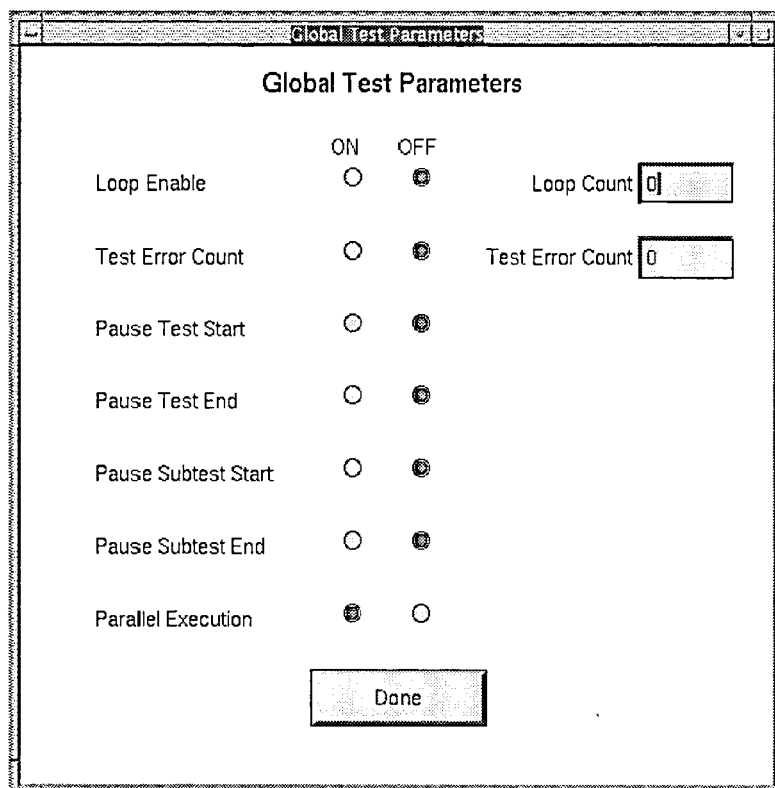 Global Test Parameters
Global Test Parameters
ON OFF
Loop Enable Loop Count 0
Test Error Count Test Error Count 0
Pause Test Start
Pause Test End
Pause Subtest Start
Pause Subtest End
Parallel Execution
Done